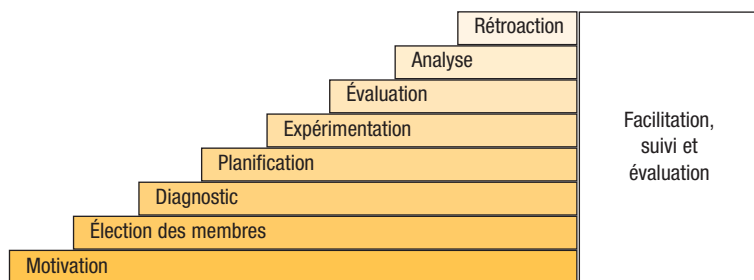 Rétroaction
Analyse
Évaluation
Expérimentation
Planification
Diagnostic
Élection des membres
Motivation
Facilitation,
suivi et
évaluation